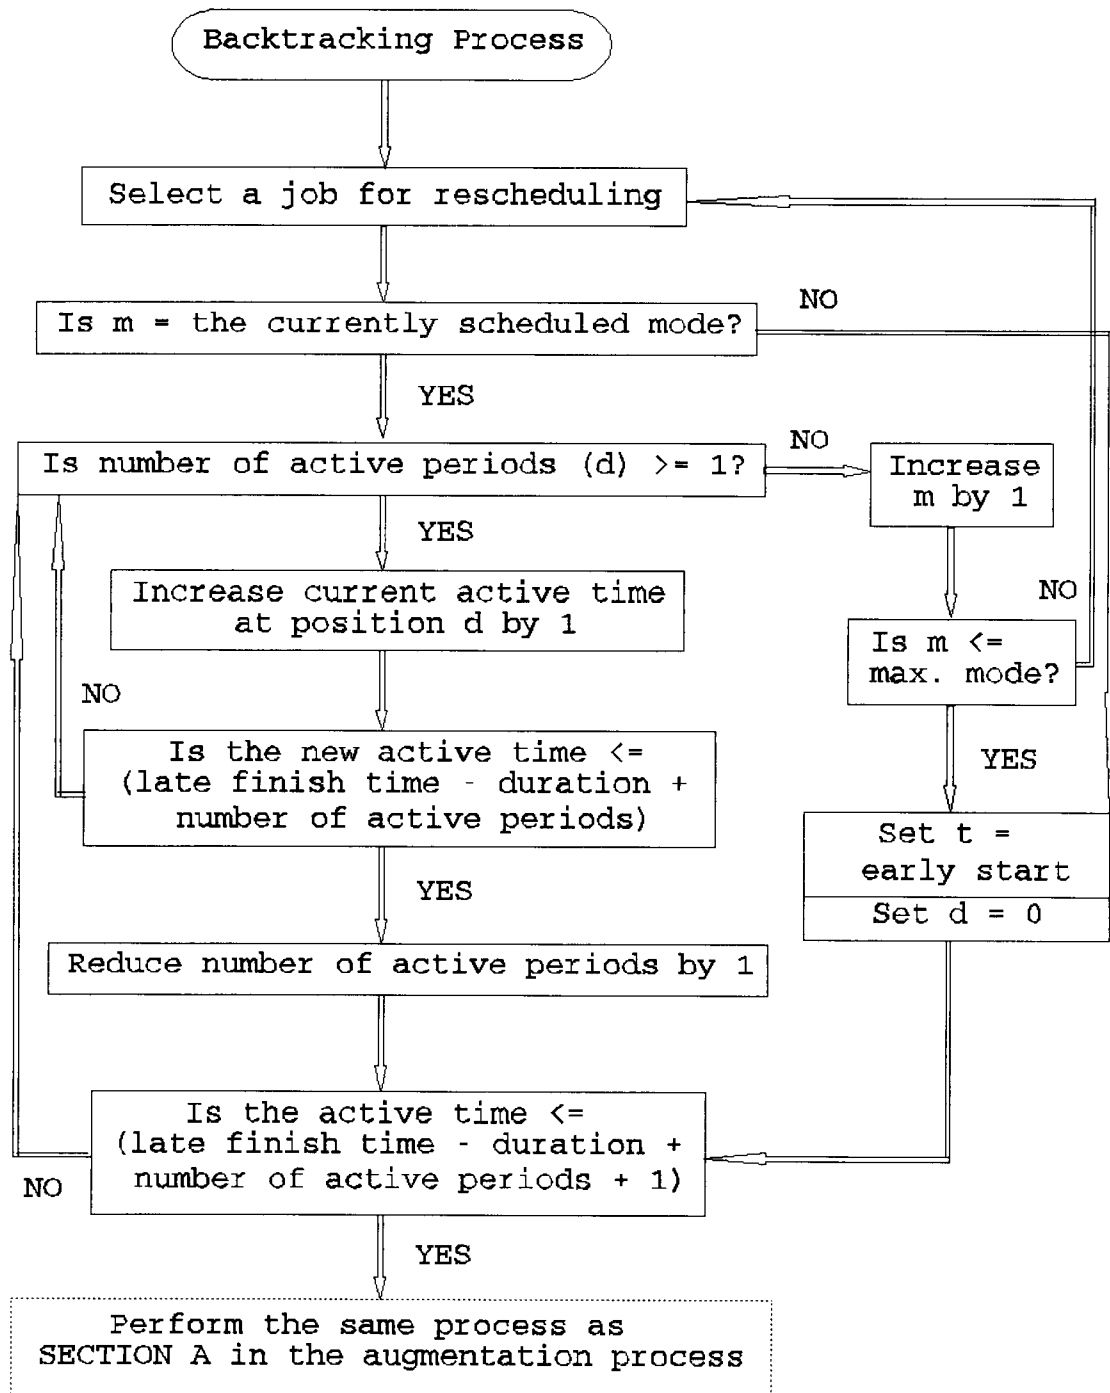 Backtracking Process
Select a job for rescheduling
NO
Is m = the currently scheduled mode?
YES
NO
Is number of active periods (d) >= 1?
Increase
m by 1
YES
Increase current active time
at position d by 1
NO
Is m <=
max. mode?
NO
Is the new active time <=
(late finish time - duration +
number of active periods)
YES
Set t =
early start
Set d = 0
YES
Reduce number of active periods by 1
Is the active time <=
(late finish time - duration +
number of active periods + 1)
NO
YES
Perform the same process as
SECTION A in the augmentation process